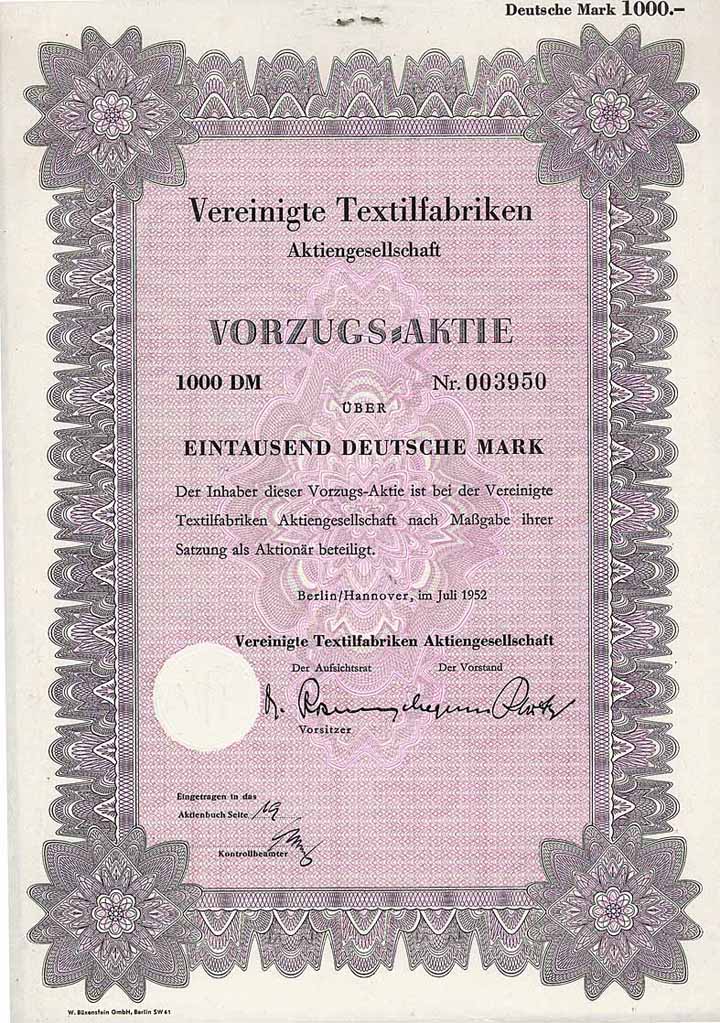 Deutsche Mark 1000.–
Vereinigte Textilfabriken
Aktiengesellschaft
VORZUGS-AKTIE
1000 DM Nr. 003950
ÜBER
EINTAUSEND DEUTSCHE MARK
Der Inhaber dieser Vorzugs-Aktie ist bei der Vereinigte
Textilfabriken Aktiengesellschaft nach Maßgabe ihrer
Satzung als Aktionär beteiligt.
Berlin/Hannover, im Juli 1952
Vereinigte Textilfabriken Aktiengesellschaft
Der Aufsichtsrat Der Vorstand
Vorsitzer
Eingetragen in das
Aktienbuch Seite 19
Kontrollbeamter
W. Büxenstein GmbH, Berlin SW 61